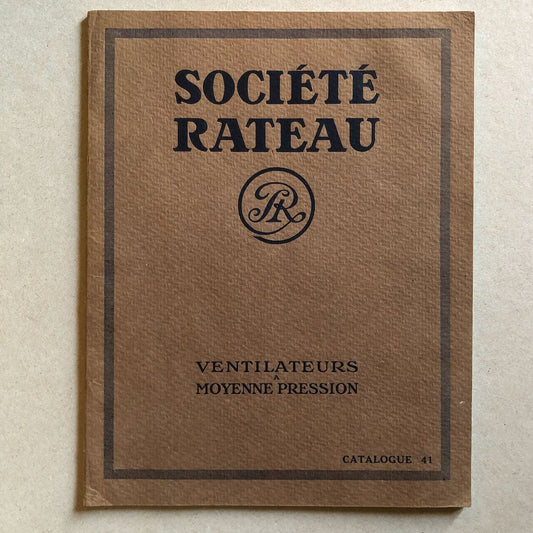 SOCIÉTÉ
RATEAU
VENTILATEURS
A
MOYENNE PRESSION
CATALOGUE 41